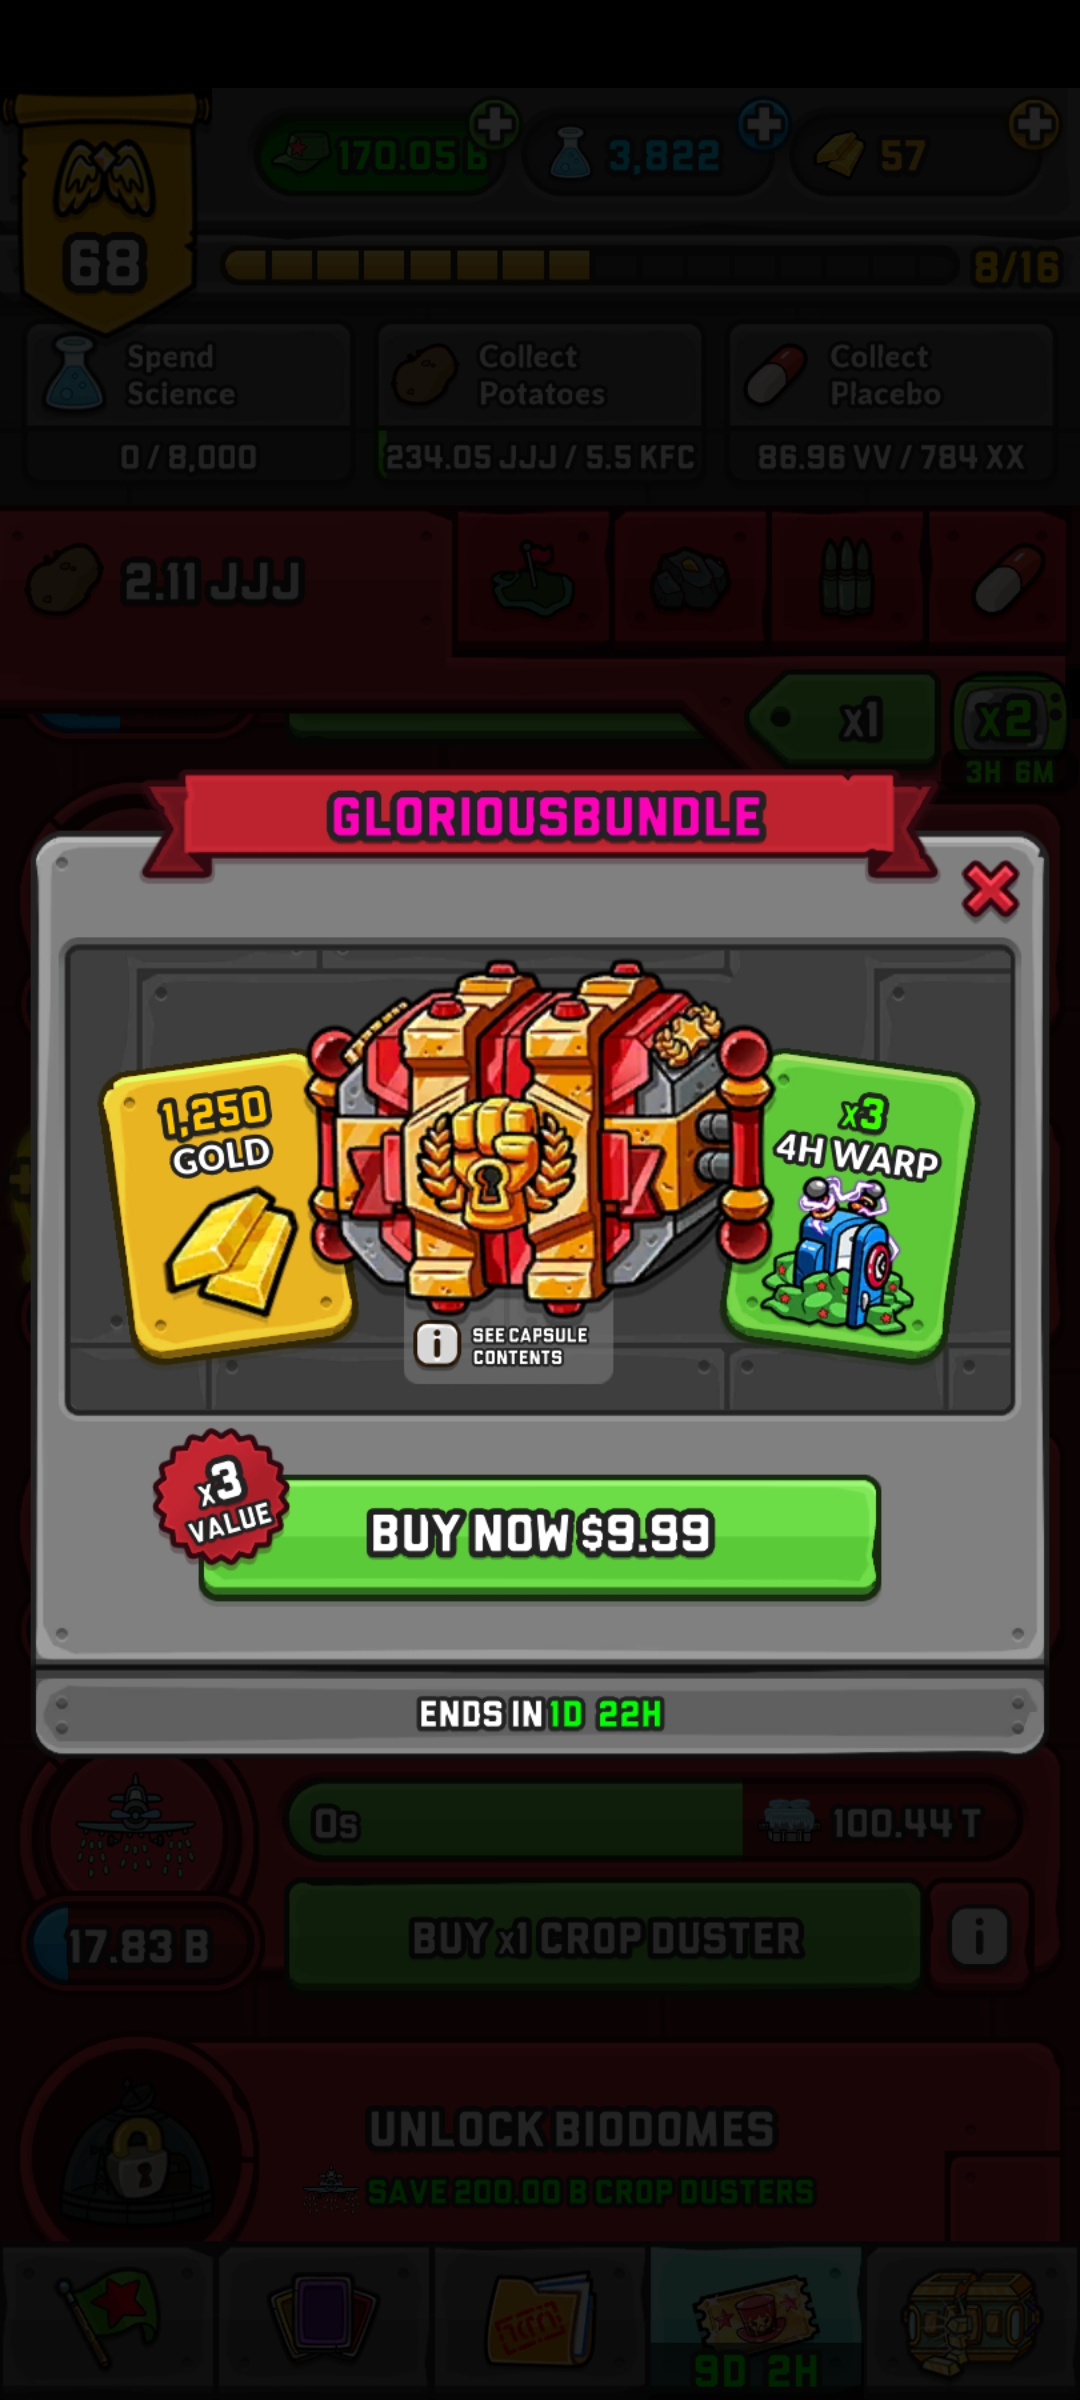 170.05 B
3,822
57
68
8/16
Spend
Science
0 / 8,000
Collect
Potatoes
234.05 JJJ / 5.5 KFC
Collect
Placebo
86.96 VV / 784 XX
2.11 JJJ
x1
x2
3H 6M
GLORIOUSBUNDLE
1,250
GOLD
x3
4H WARP
i
SEE CAPSULE
CONTENTS
x3
VALUE
BUY NOW $9.99
ENDS IN 1D 22H
0s
100.44 T
17.83 B
BUY x1 CROP DUSTER
i
UNLOCK BIODOMES
SAVE 200.00 B CROP DUSTERS
9D 2H